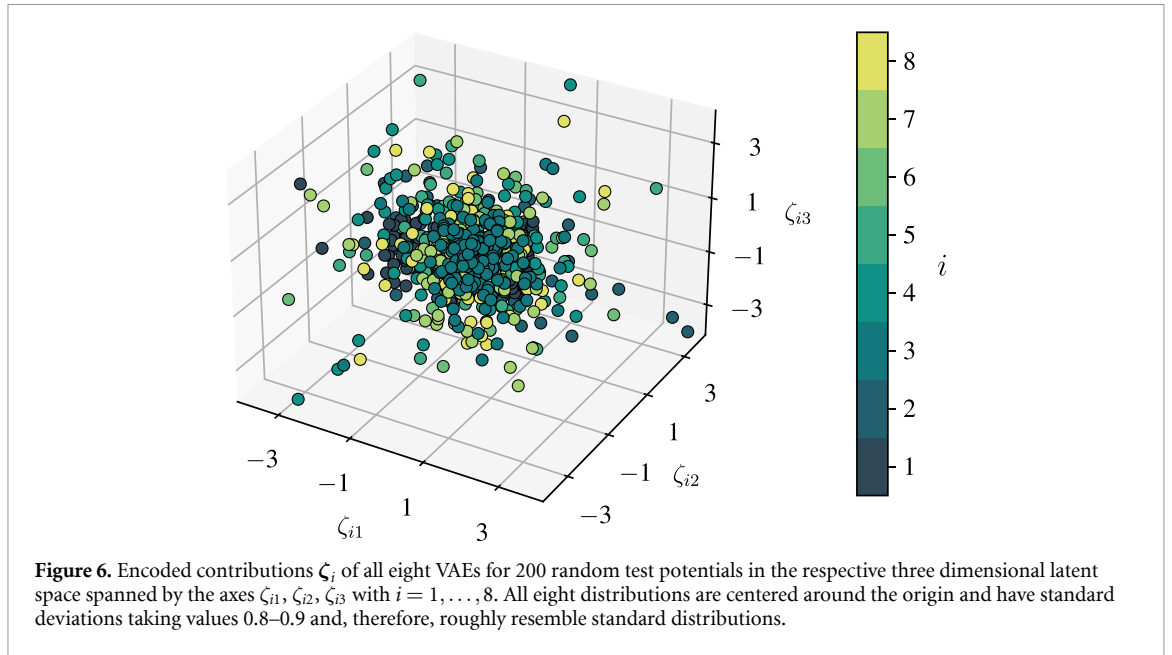 3
1
−1
−3
ζi3
−3
−1
1
3
ζi1
−3
−1
1
3
ζi2
8
7
6
5
4
3
2
1
i
Figure 6. Encoded contributions ζi of all eight VAEs for 200 random test potentials in the respective three dimensional latent
space spanned by the axes ζi1, ζi2, ζi3 with i = 1, . . . , 8. All eight distributions are centered around the origin and have standard
deviations taking values 0.8–0.9 and, therefore, roughly resemble standard distributions.